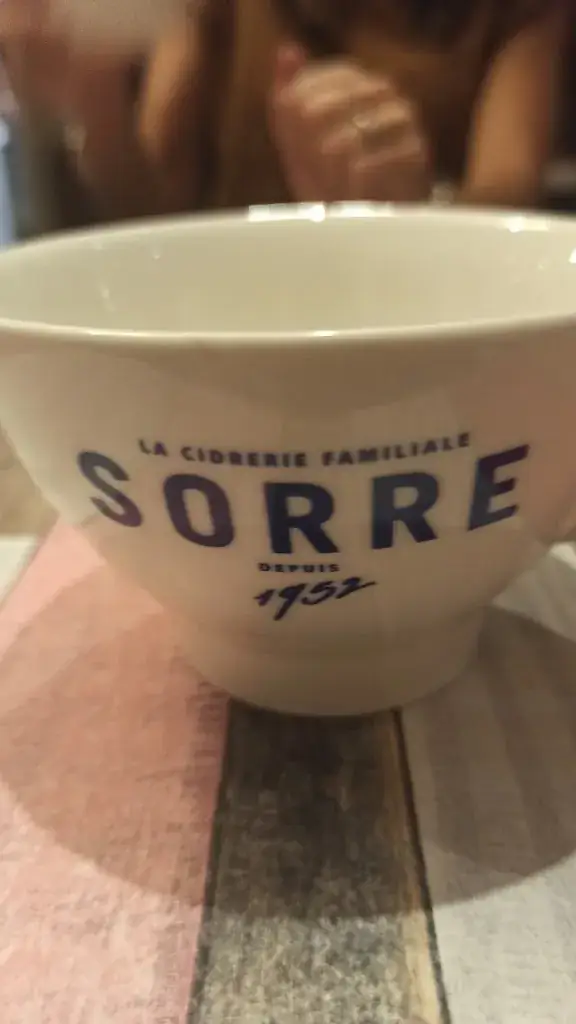 LA CIDRERIE FAMILIALE
SORRE
DEPUIS
1952